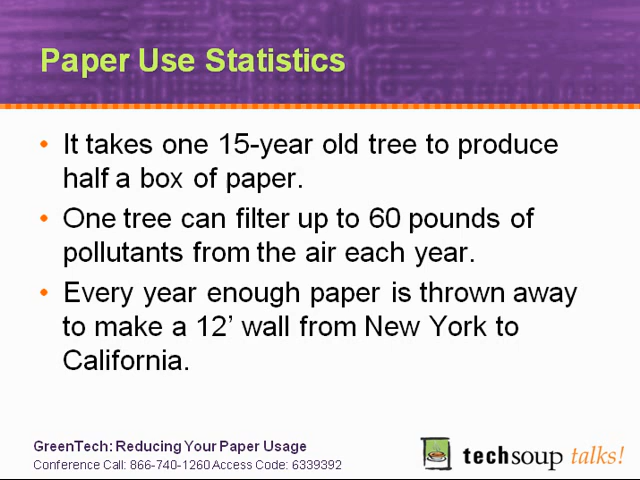 Paper Use Statistics
• It takes one 15-year old tree to produce
half a box of paper.
• One tree can filter up to 60 pounds of
pollutants from the air each year.
• Every year enough paper is thrown away
to make a 12’ wall from New York to
California.
GreenTech: Reducing Your Paper Usage
Conference Call: 866-740-1260 Access Code: 6339392
techsoup talks!